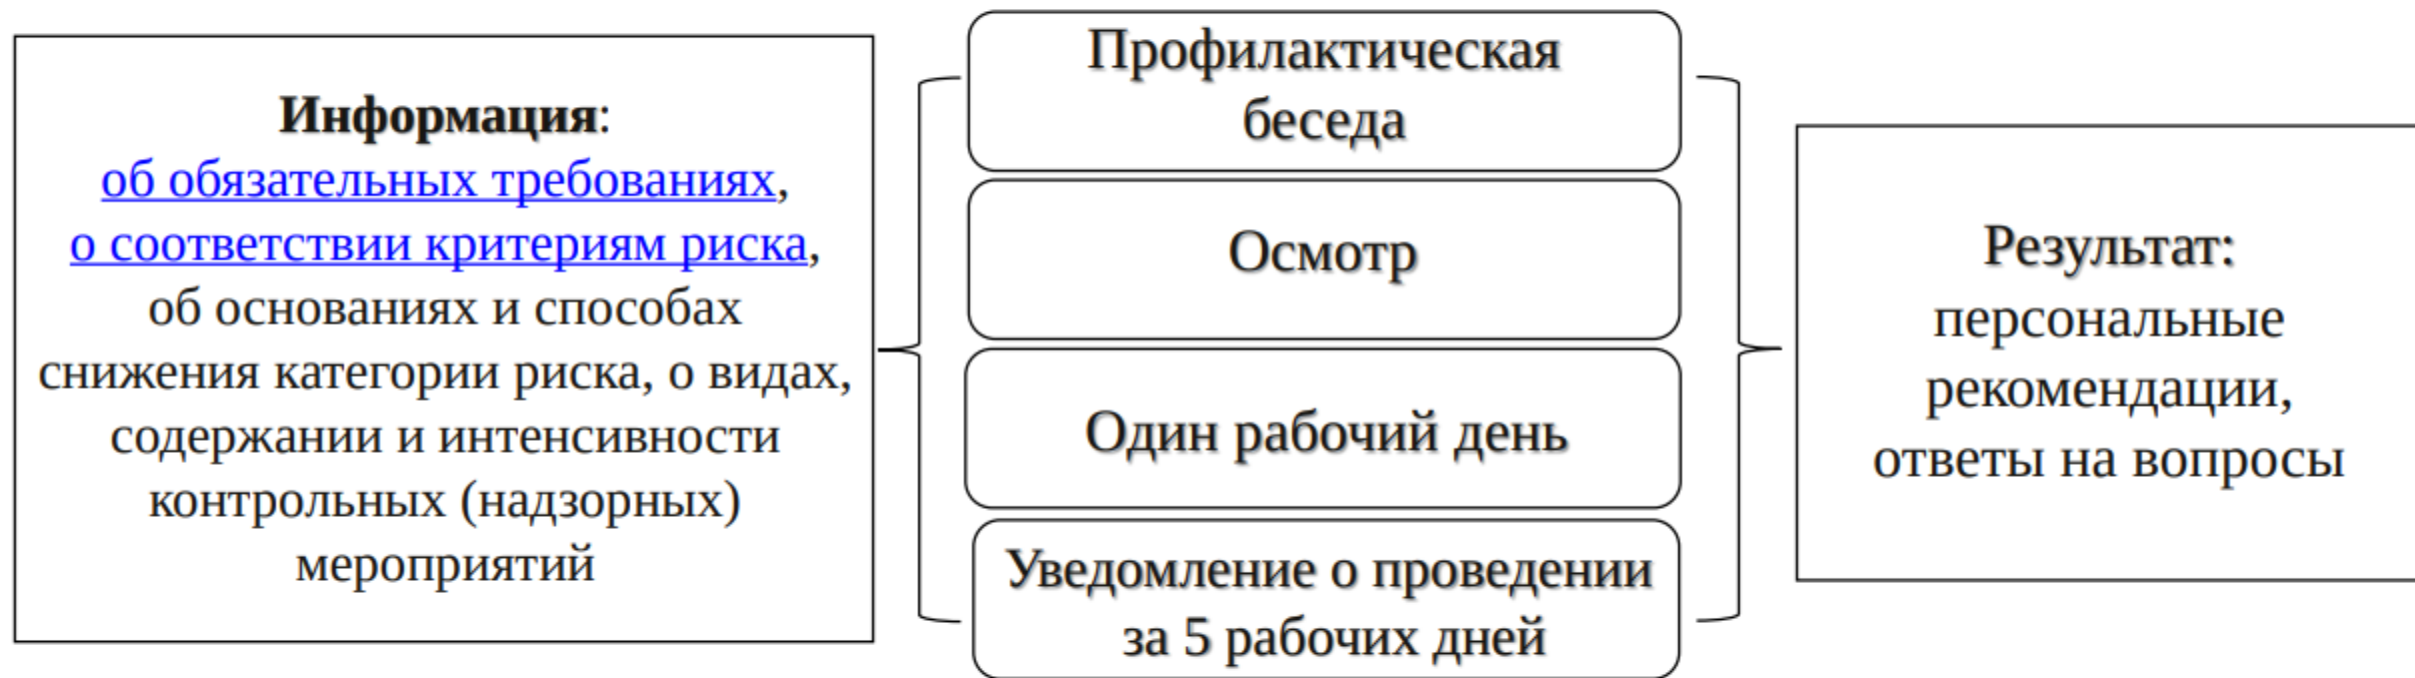 Информация:
об обязательных требованиях,
о соответствии критериям риска,
об основаниях и способах
снижения категории риска, о видах,
содержании и интенсивности
контрольных (надзорных)
мероприятий
Профилактическая
беседа
Осмотр
Один рабочий день
Уведомление о проведении
за 5 рабочих дней
Результат:
персональные
рекомендации,
ответы на вопросы